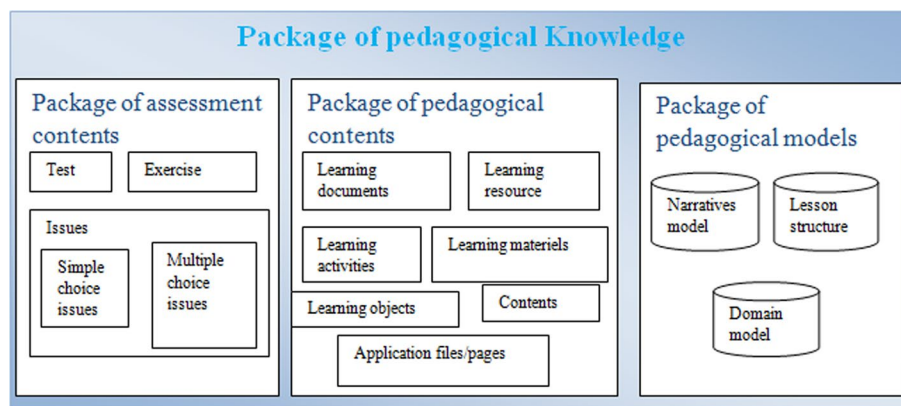 Package of pedagogical Knowledge
Package of assessment
contents
Test
Exercise
Issues
Simple
choice
issues
Multiple
choice
issues
Package of pedagogical
contents
Learning
documents
Learning
resource
Learning
activities
Learning materiels
Learning objects
Contents
Application files/pages
Package of
pedagogical models
Narratives
model
Lesson
structure
Domain
model